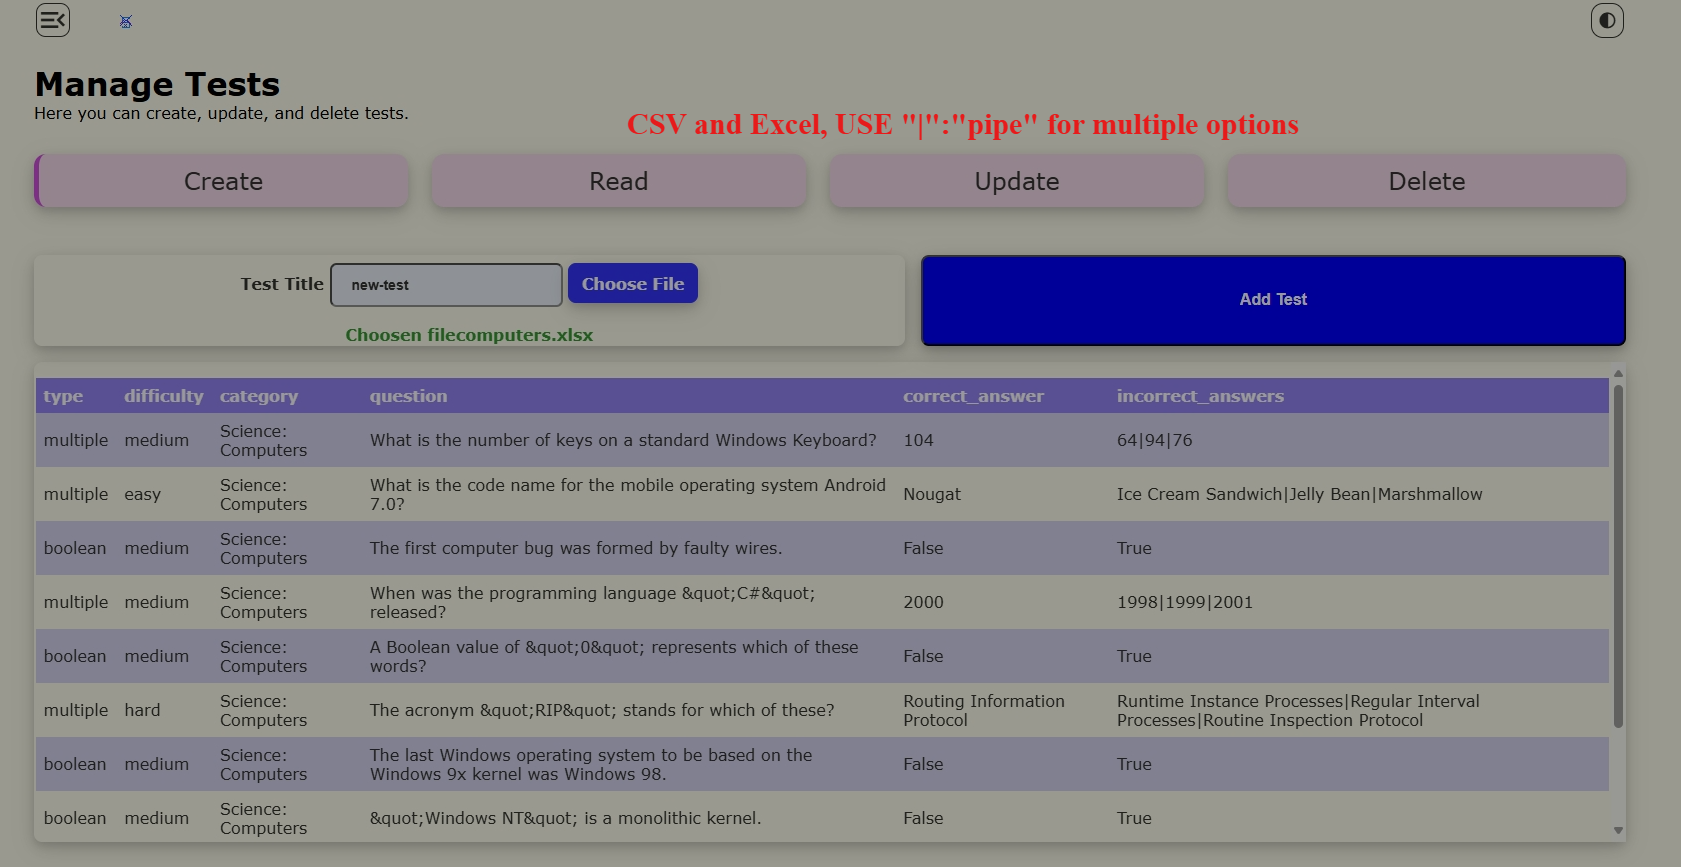 Manage Tests
Here you can create, update, and delete tests.
CSV and Excel, USE "|":"pipe" for multiple options
Create Read Update Delete
Test Title new-test Choose File
Choosen filecomputers.xlsx
Add Test
type difficulty category question correct_answer incorrect_answers
multiple medium Science: Computers What is the number of keys on a standard Windows Keyboard? 104 64|94|76
multiple easy Science: Computers What is the code name for the mobile operating system Android 7.0? Nougat Ice Cream Sandwich|Jelly Bean|Marshmallow
boolean medium Science: Computers The first computer bug was formed by faulty wires. False True
multiple medium Science: Computers When was the programming language &quot;C#&quot; released? 2000 1998|1999|2001
boolean medium Science: Computers A Boolean value of &quot;0&quot; represents which of these words? False True
multiple hard Science: Computers The acronym &quot;RIP&quot; stands for which of these? Routing Information Protocol Runtime Instance Processes|Regular Interval Processes|Routine Inspection Protocol
boolean medium Science: Computers The last Windows operating system to be based on the Windows 9x kernel was Windows 98. False True
boolean medium Science: Computers &quot;Windows NT&quot; is a monolithic kernel. False True